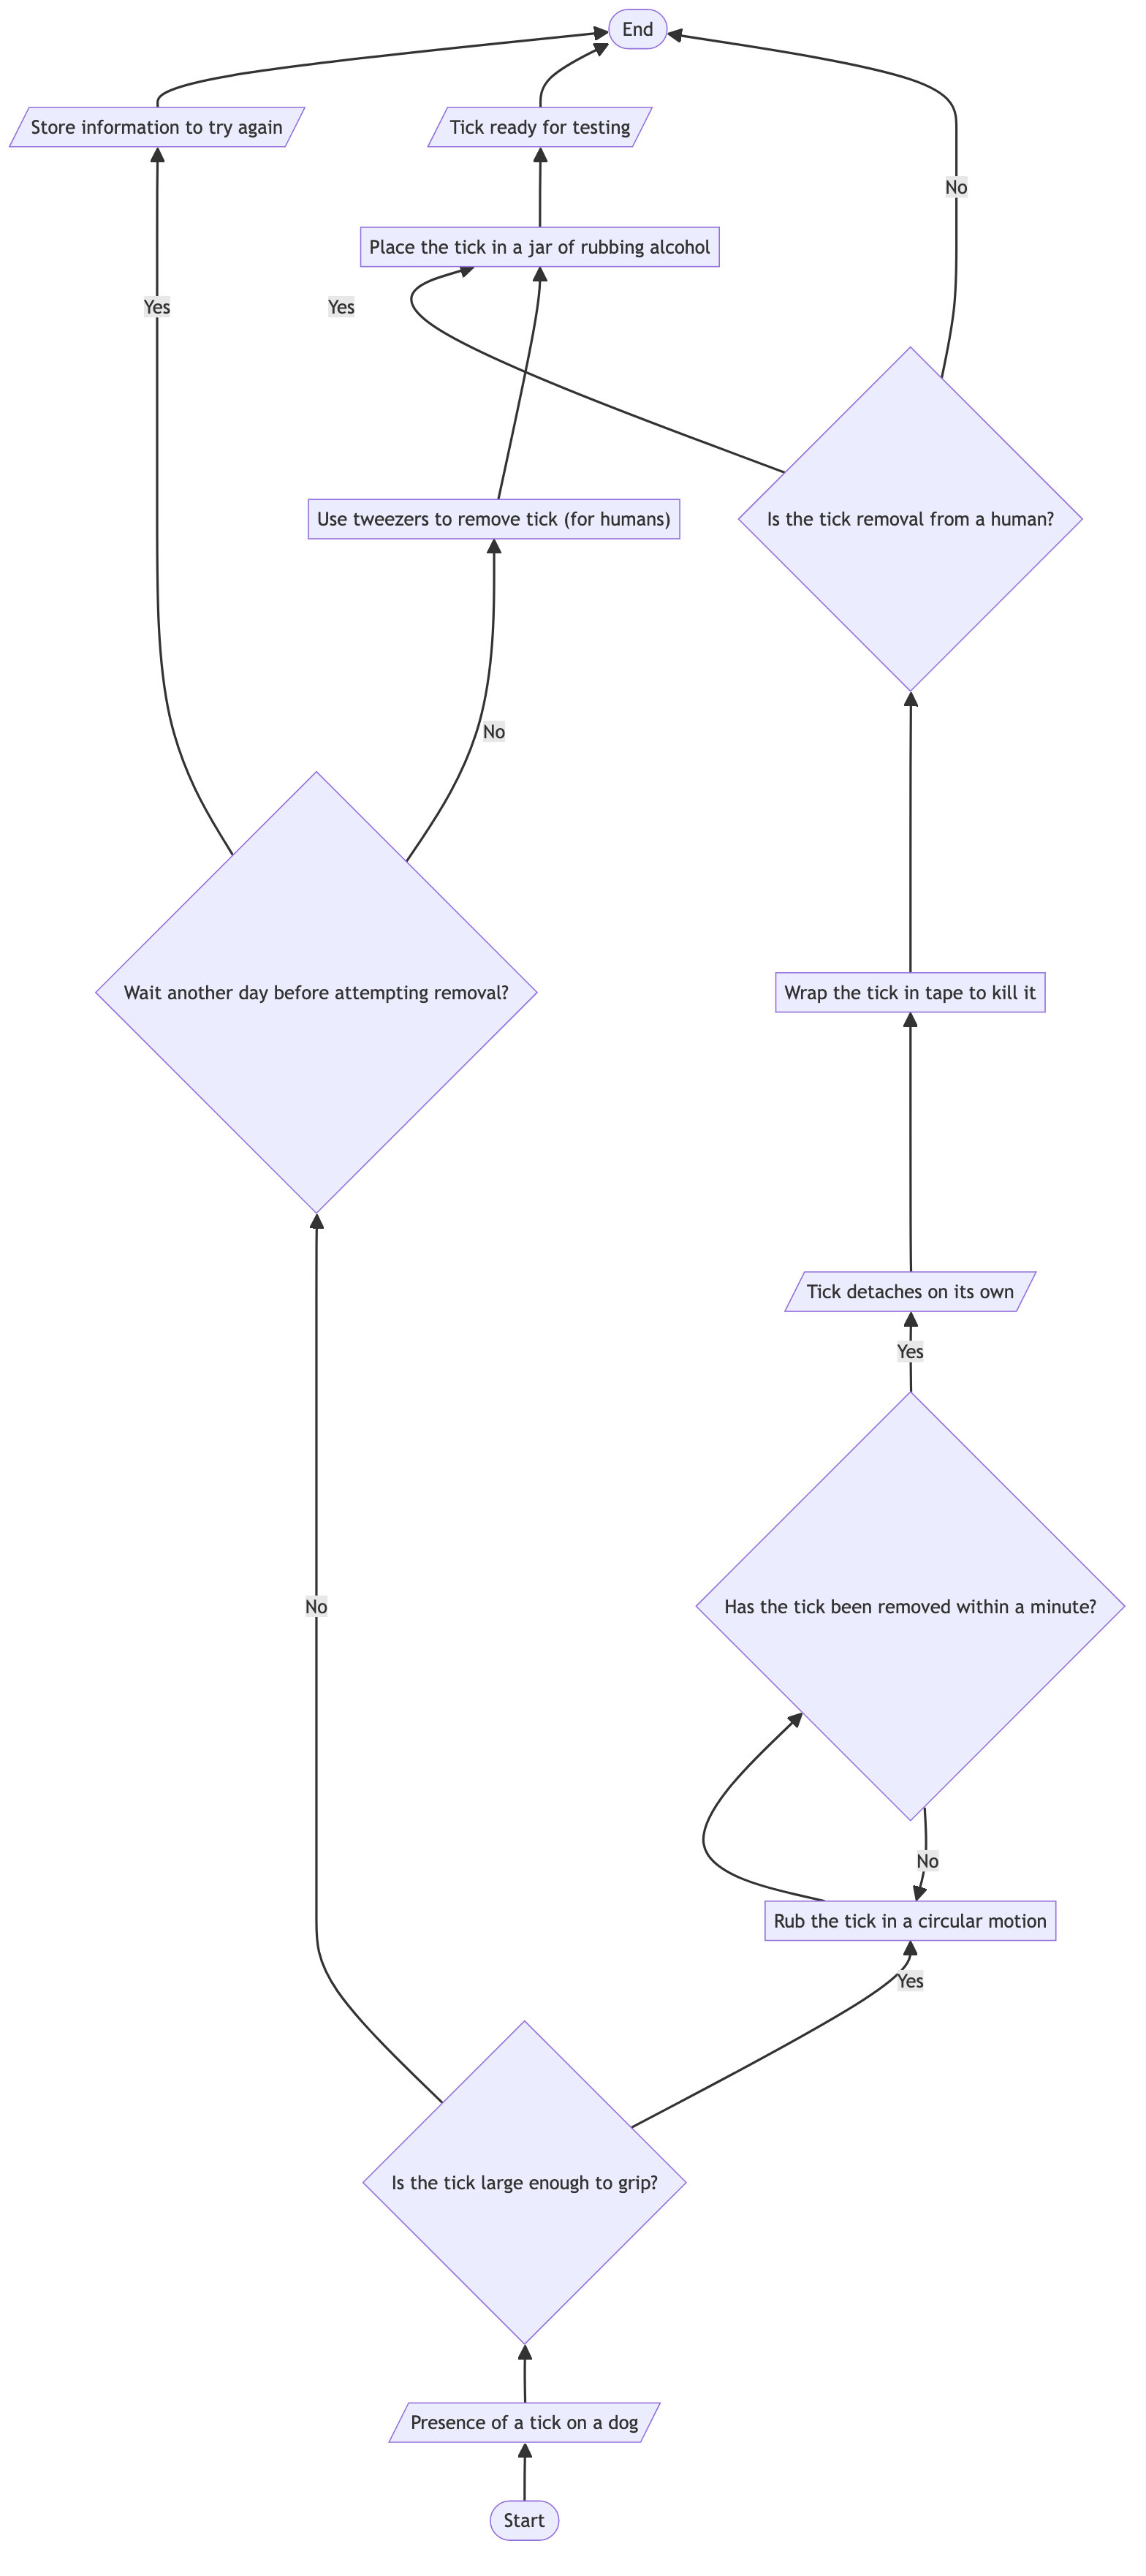 End
Store information to try again
Tick ready for testing
No
Place the tick in a jar of rubbing alcohol
Yes
Yes
Use tweezers to remove tick (for humans)
Is the tick removal from a human?
No
Wait another day before attempting removal?
Wrap the tick in tape to kill it
Tick detaches on its own
Yes
No
Has the tick been removed within a minute?
No
Rub the tick in a circular motion
Yes
Is the tick large enough to grip?
Presence of a tick on a dog
Start